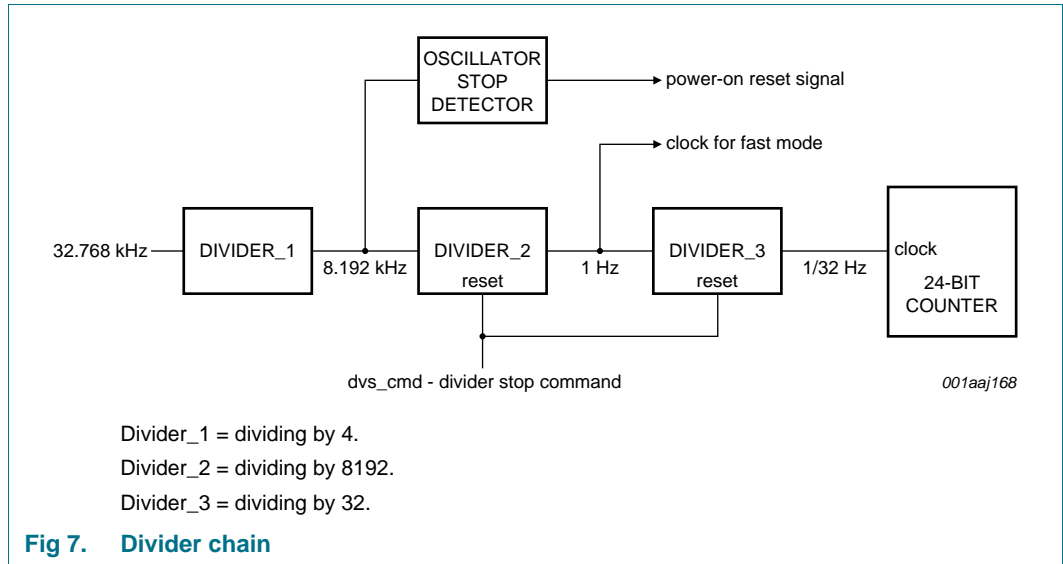 OSCILLATOR
STOP
DETECTOR
power-on reset signal
clock for fast mode
32.768 kHz
DIVIDER_1
8.192 kHz
DIVIDER_2
reset
1 Hz
DIVIDER_3
reset
1/32 Hz
clock
24-BIT
COUNTER
dvs_cmd - divider stop command
001aaj168
Divider_1 = dividing by 4.
Divider_2 = dividing by 8192.
Divider_3 = dividing by 32.
Fig 7. Divider chain